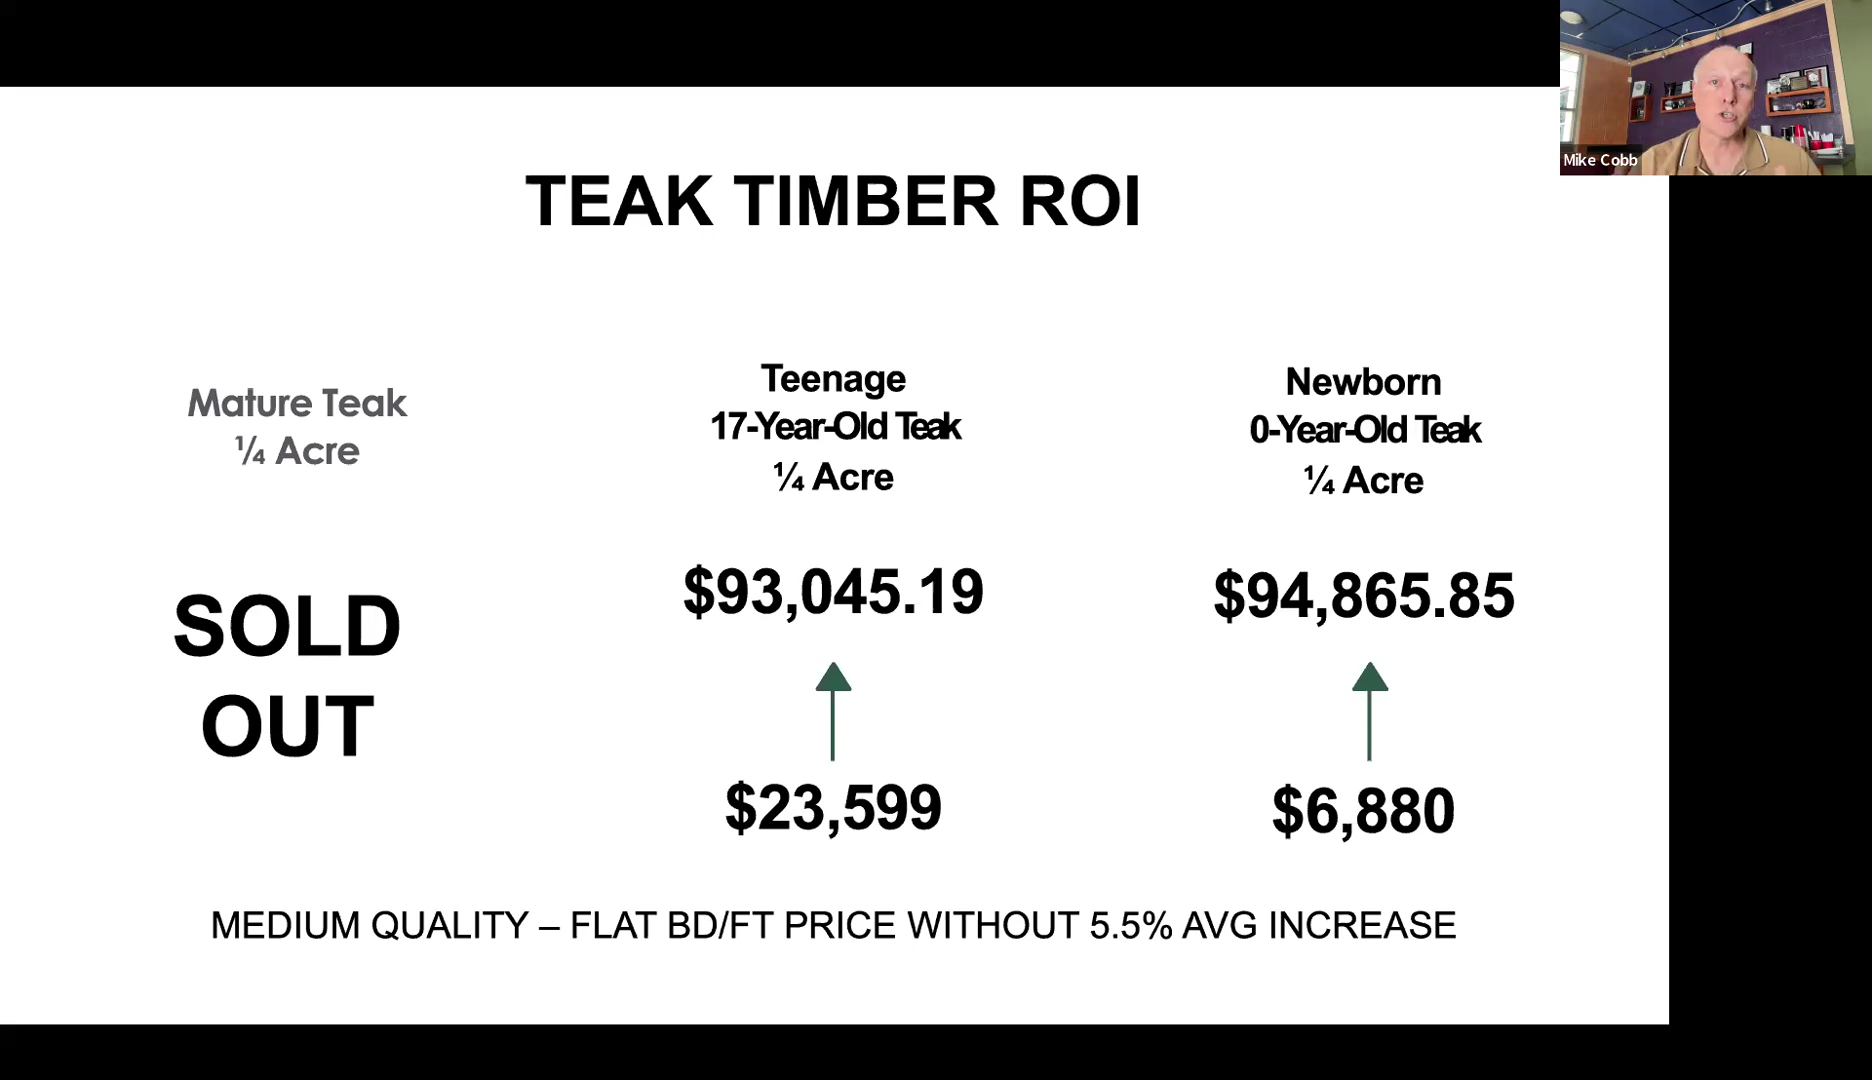 Mike Cobb
TEAK TIMBER ROI
Mature Teak
¼ Acre
SOLD
OUT
Teenage
17-Year-Old Teak
¼ Acre
$93,045.19
$23,599
Newborn
0-Year-Old Teak
¼ Acre
$94,865.85
$6,880
MEDIUM QUALITY – FLAT BD/FT PRICE WITHOUT 5.5% AVG INCREASE